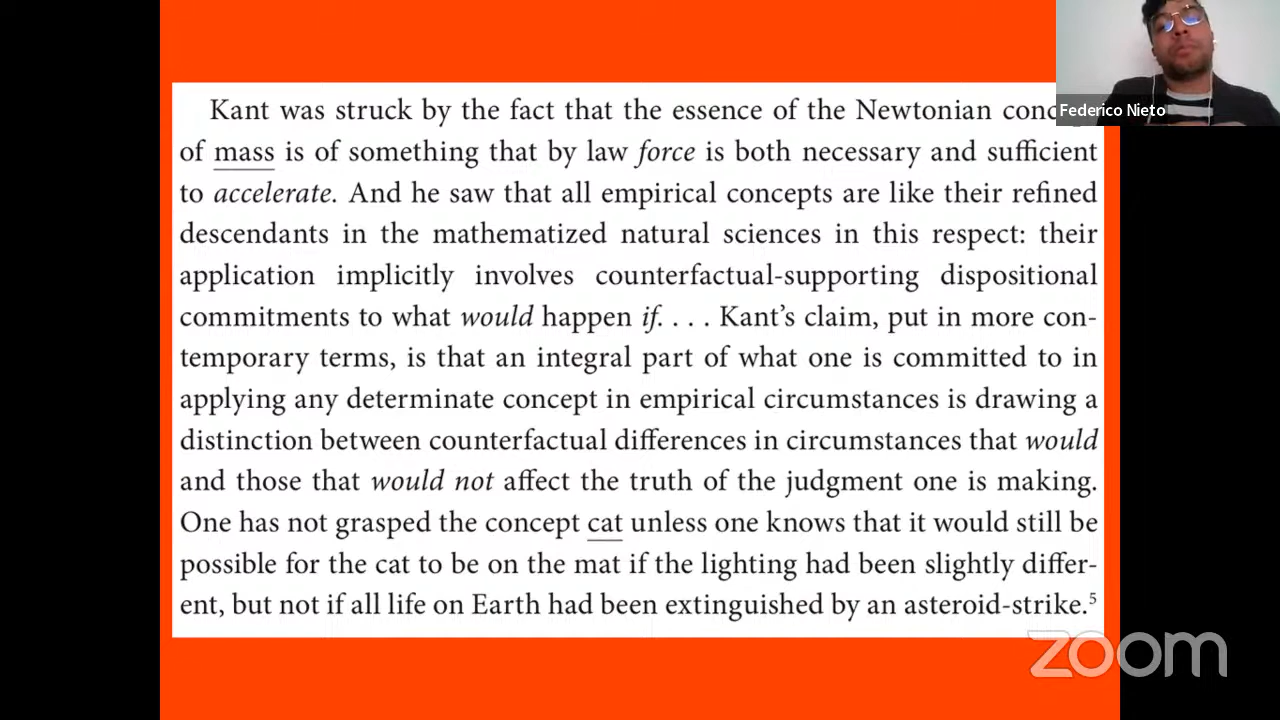 Kant was struck by the fact that the essence of the Newtonian
of mass is of something that by law force is both necessary and sufficient
to accelerate. And he saw that all empirical concepts are like their refined
descendants in the mathematized natural sciences in this respect: their
application implicitly involves counterfactual-supporting dispositional
commitments to what would happen if. . . . Kant’s claim, put in more con-
temporary terms, is that an integral part of what one is committed to in
applying any determinate concept in empirical circumstances is drawing a
distinction between counterfactual differences in circumstances that would
and those that would not affect the truth of the judgment one is making.
One has not grasped the concept cat unless one knows that it would still be
possible for the cat to be on the mat if the lighting had been slightly differ-
ent, but not if all life on Earth had been extinguished by an asteroid-strike.5
Federico Nieto
zoom